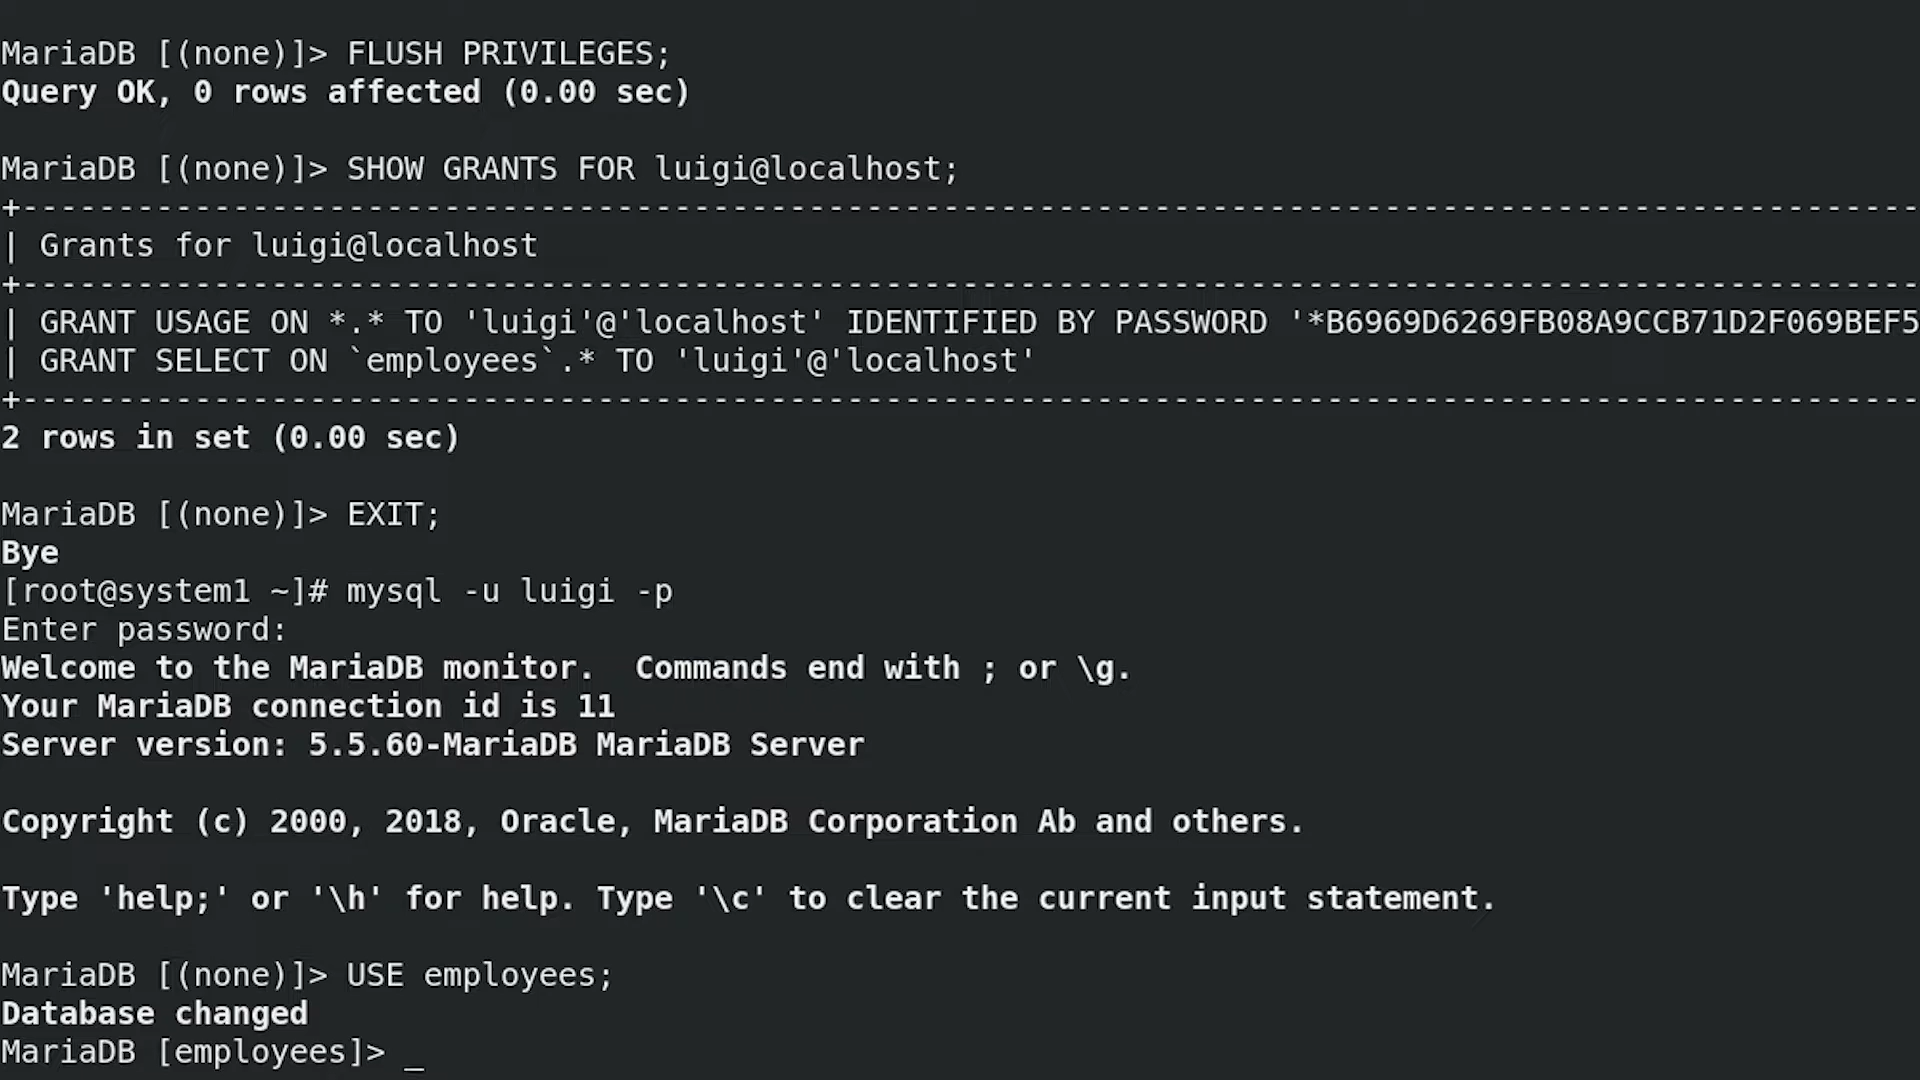 MariaDB [(none)]> FLUSH PRIVILEGES;
Query OK, 0 rows affected (0.00 sec)
MariaDB [(none)]> SHOW GRANTS FOR luigi@localhost;
+---------------------------------------------------------------------------------------------------
| Grants for luigi@localhost
+---------------------------------------------------------------------------------------------------
| GRANT USAGE ON *.* TO 'luigi'@'localhost' IDENTIFIED BY PASSWORD '*B6969D6269FB08A9CCB71D2F069BEF5
| GRANT SELECT ON `employees`.* TO 'luigi'@'localhost'
+---------------------------------------------------------------------------------------------------
2 rows in set (0.00 sec)
MariaDB [(none)]> EXIT;
Bye
[root@system1 ~]# mysql -u luigi -p
Enter password:
Welcome to the MariaDB monitor.  Commands end with ; or \g.
Your MariaDB connection id is 11
Server version: 5.5.60-MariaDB MariaDB Server
Copyright (c) 2000, 2018, Oracle, MariaDB Corporation Ab and others.
Type 'help;' or '\h' for help. Type '\c' to clear the current input statement.
MariaDB [(none)]> USE employees;
Database changed
MariaDB [employees]> _